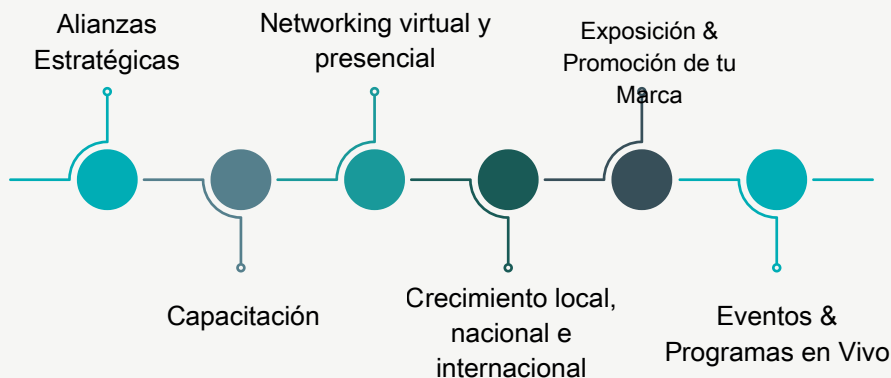 Alianzas
Estratégicas
Networking virtual y
presencial
Exposición &
Promoción de tu
Marca
Capacitación
Crecimiento local,
nacional e
internacional
Eventos &
Programas en Vivo